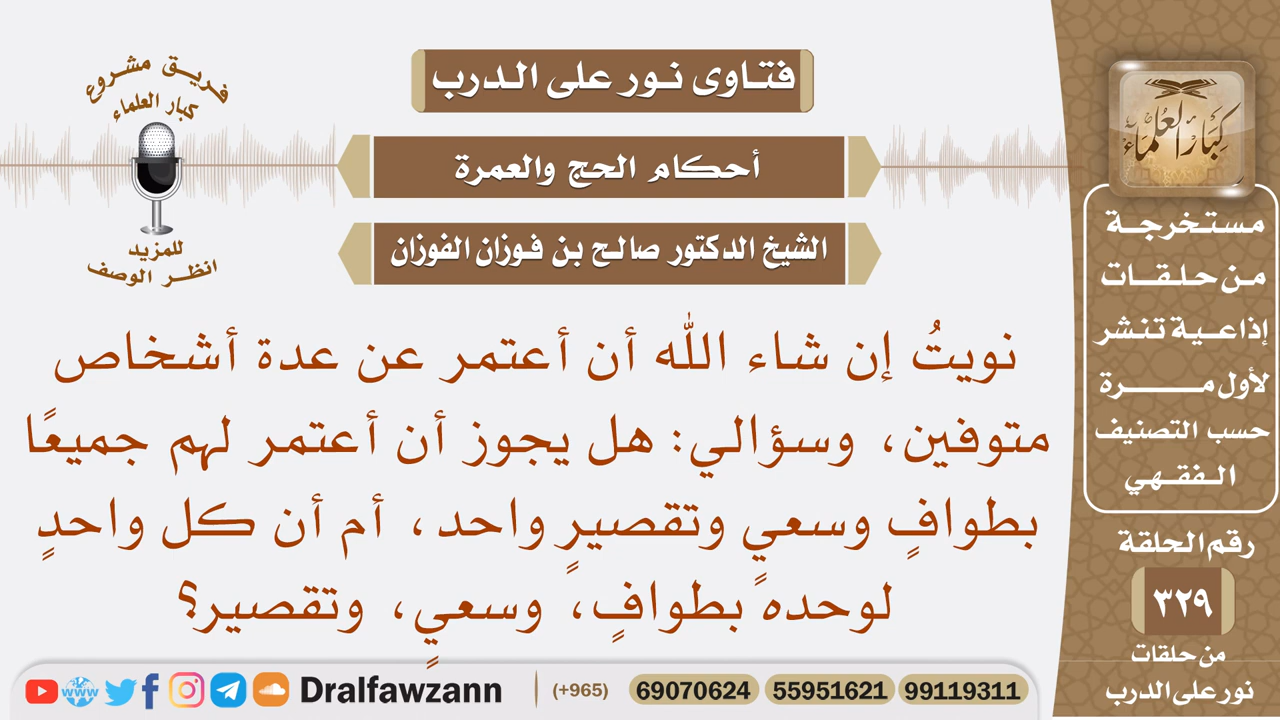 فريق مشروع
كبار العلماء
للمزيد
انظر الوصف
فتاوى نور على الدرب
أحكام الحج والعمرة
الشيخ الدكتور صالح بن فوزان الفوزان
نويتُ إن شاء الله أن أعتمر عن عدة أشخاص
متوفين، وسؤالي: هل يجوز أن أعتمر لهم جميعًا
بطوافٍ وسعيٍ وتقصيرٍ واحد، أم أن كل واحدٍ
لوحده بطوافٍ، وسعيٍ، وتقصير؟
كبار العلماء
مستخرجة
من حلقات
إذاعية تنشر
لأول مرة
حسب التصنيف
الفقهي
رقم الحلقة
٣٢٩
من حلقات
نور على الدرب
www Dralfawzann (+965) 69070624 55951621 99119311